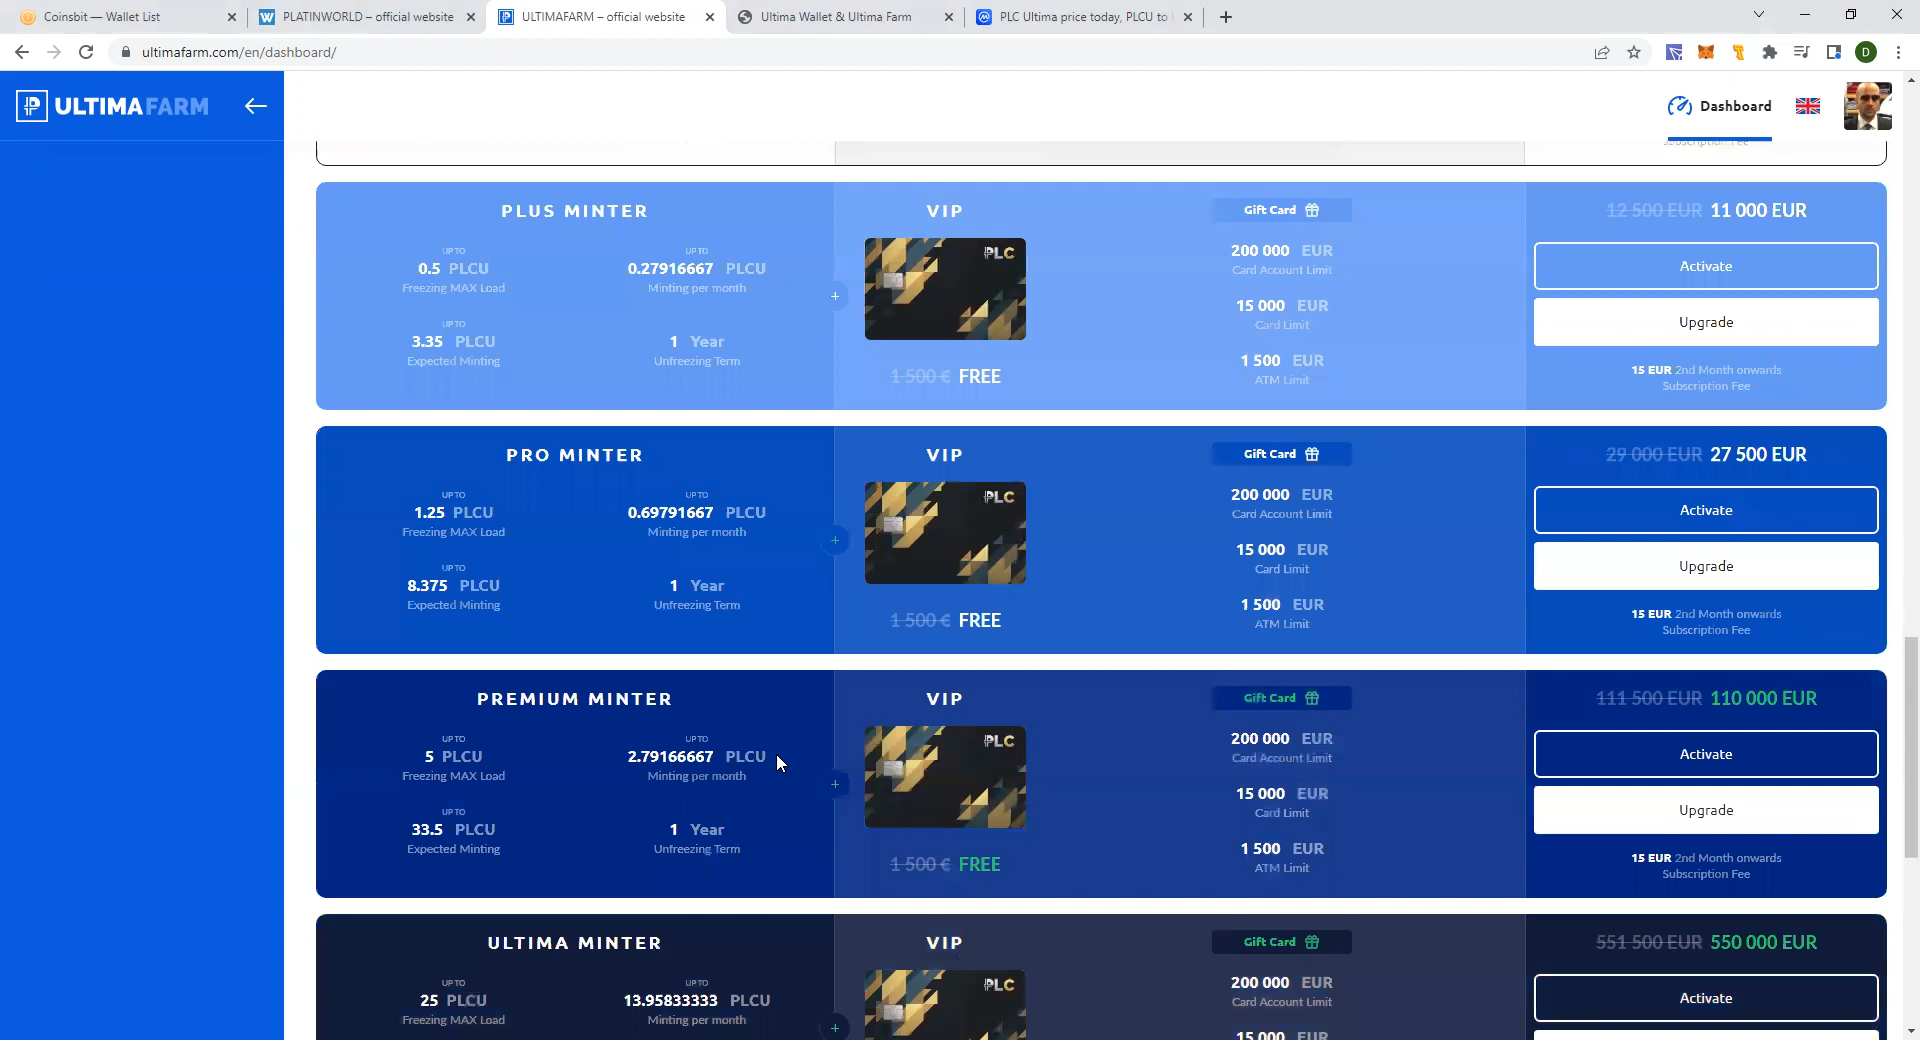 Coinsbit — Wallet List
PLATINWORLD – official website
ULTIMAFARM – official website
Ultima Wallet & Ultima Farm
PLC Ultima price today, PLCU to
ultimafarm.com/en/dashboard/
D
ULTIMAFARM
Dashboard
Subscription Fee
PLUS MINTER
VIP
Gift Card
12 500 EUR 11 000 EUR
UP TO
0.5 PLCU
Freezing MAX Load
UP TO
0.27916667 PLCU
Minting per month
PLC
200 000 EUR
Card Account Limit
Activate
+
15 000 EUR
Card Limit
Upgrade
UP TO
3.35 PLCU
Expected Minting
1 Year
Unfreezing Term
1 500 € FREE
1 500 EUR
ATM Limit
15 EUR 2nd Month onwards
Subscription Fee
PRO MINTER
VIP
Gift Card
29 000 EUR 27 500 EUR
UP TO
1.25 PLCU
Freezing MAX Load
UP TO
0.69791667 PLCU
Minting per month
PLC
200 000 EUR
Card Account Limit
Activate
+
15 000 EUR
Card Limit
Upgrade
UP TO
8.375 PLCU
Expected Minting
1 Year
Unfreezing Term
1 500 € FREE
1 500 EUR
ATM Limit
15 EUR 2nd Month onwards
Subscription Fee
PREMIUM MINTER
VIP
Gift Card
111 500 EUR 110 000 EUR
UP TO
5 PLCU
Freezing MAX Load
UP TO
2.79166667 PLCU
Minting per month
PLC
200 000 EUR
Card Account Limit
Activate
+
15 000 EUR
Card Limit
Upgrade
UP TO
33.5 PLCU
Expected Minting
1 Year
Unfreezing Term
1 500 € FREE
1 500 EUR
ATM Limit
15 EUR 2nd Month onwards
Subscription Fee
ULTIMA MINTER
VIP
Gift Card
551 500 EUR 550 000 EUR
UP TO
25 PLCU
Freezing MAX Load
UP TO
13.95833333 PLCU
Minting per month
PLC
200 000 EUR
Card Account Limit
Activate
+
15 000 EUR